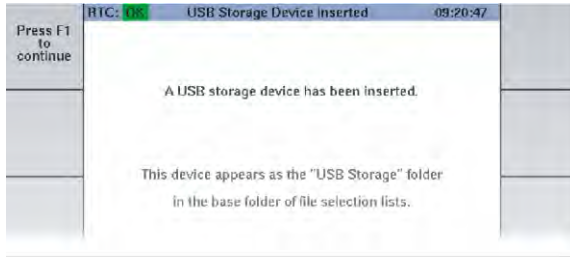 Press F1
to
continue
RTC: OK USB Storage Device Inserted 09:20:47
A USB storage device has been inserted.
This device appears as the "USB Storage" folder
in the base folder of file selection lists.